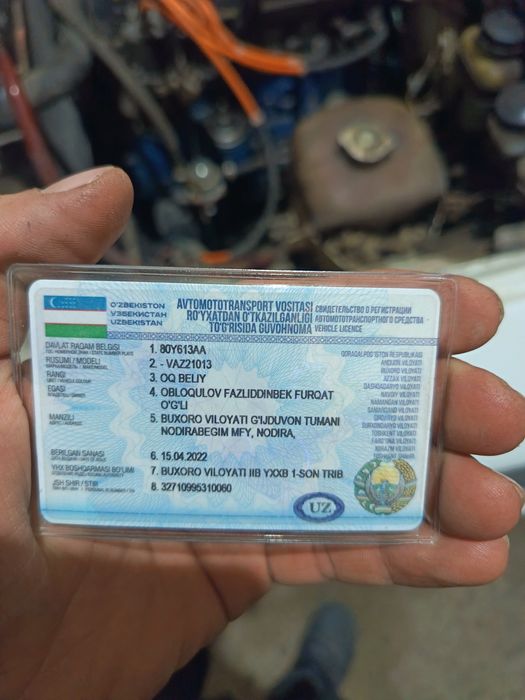 O'ZBEKISTON
УЗБЕКИСТАН
UZBEKISTAN
AVTOMOTOTRANSPORT VOSITASI
RO'YXATDAN O'TKAZILGANLIGI
TO'G'RISIDA GUVOHNOMA
СВИДЕТЕЛЬСТВО О РЕГИСТРАЦИИ
АВТОМОТОТРАНСПОРТНОГО СРЕДСТВА
VEHICLE LICENCE
DAVLAT RAQAM BELGISI
1. 80Y613AA
RUSUMI / MODELI
2. - VAZ21013
RANGI
3. OQ BELIY
EGASI
4. OBLOQULOV FAZLIDDINBEK FURQAT
O'G'LI
MANZILI
5. BUXORO VILOYATI G'IJDUVON TUMANI
NODIRABEGIM MFY, NODIRA,
BERILGAN SANASI
6. 15.04.2022
YHX BOSHQARMASI BO'LIMI
7. BUXORO VILOYATI IIB YXXB 1-SON TRIB
JSH SHIR / STIR
8. 32710995310060
QORAQALPOG'ISTON RESPUBLIKASI
ANDIJON VILOYATI
BUXORO VILOYATI
JIZZAX VILOYATI
QASHQADARYO VILOYATI
NAVOIY VILOYATI
NAMANGAN VILOYATI
SAMARQAND VILOYATI
SIRDARYO VILOYATI
SURXONDARYO VILOYATI
TOSHKENT VILOYATI
FARG'ONA VILOYATI
XORAZM VILOYATI
TOSHKENT SHAHRI
UZ